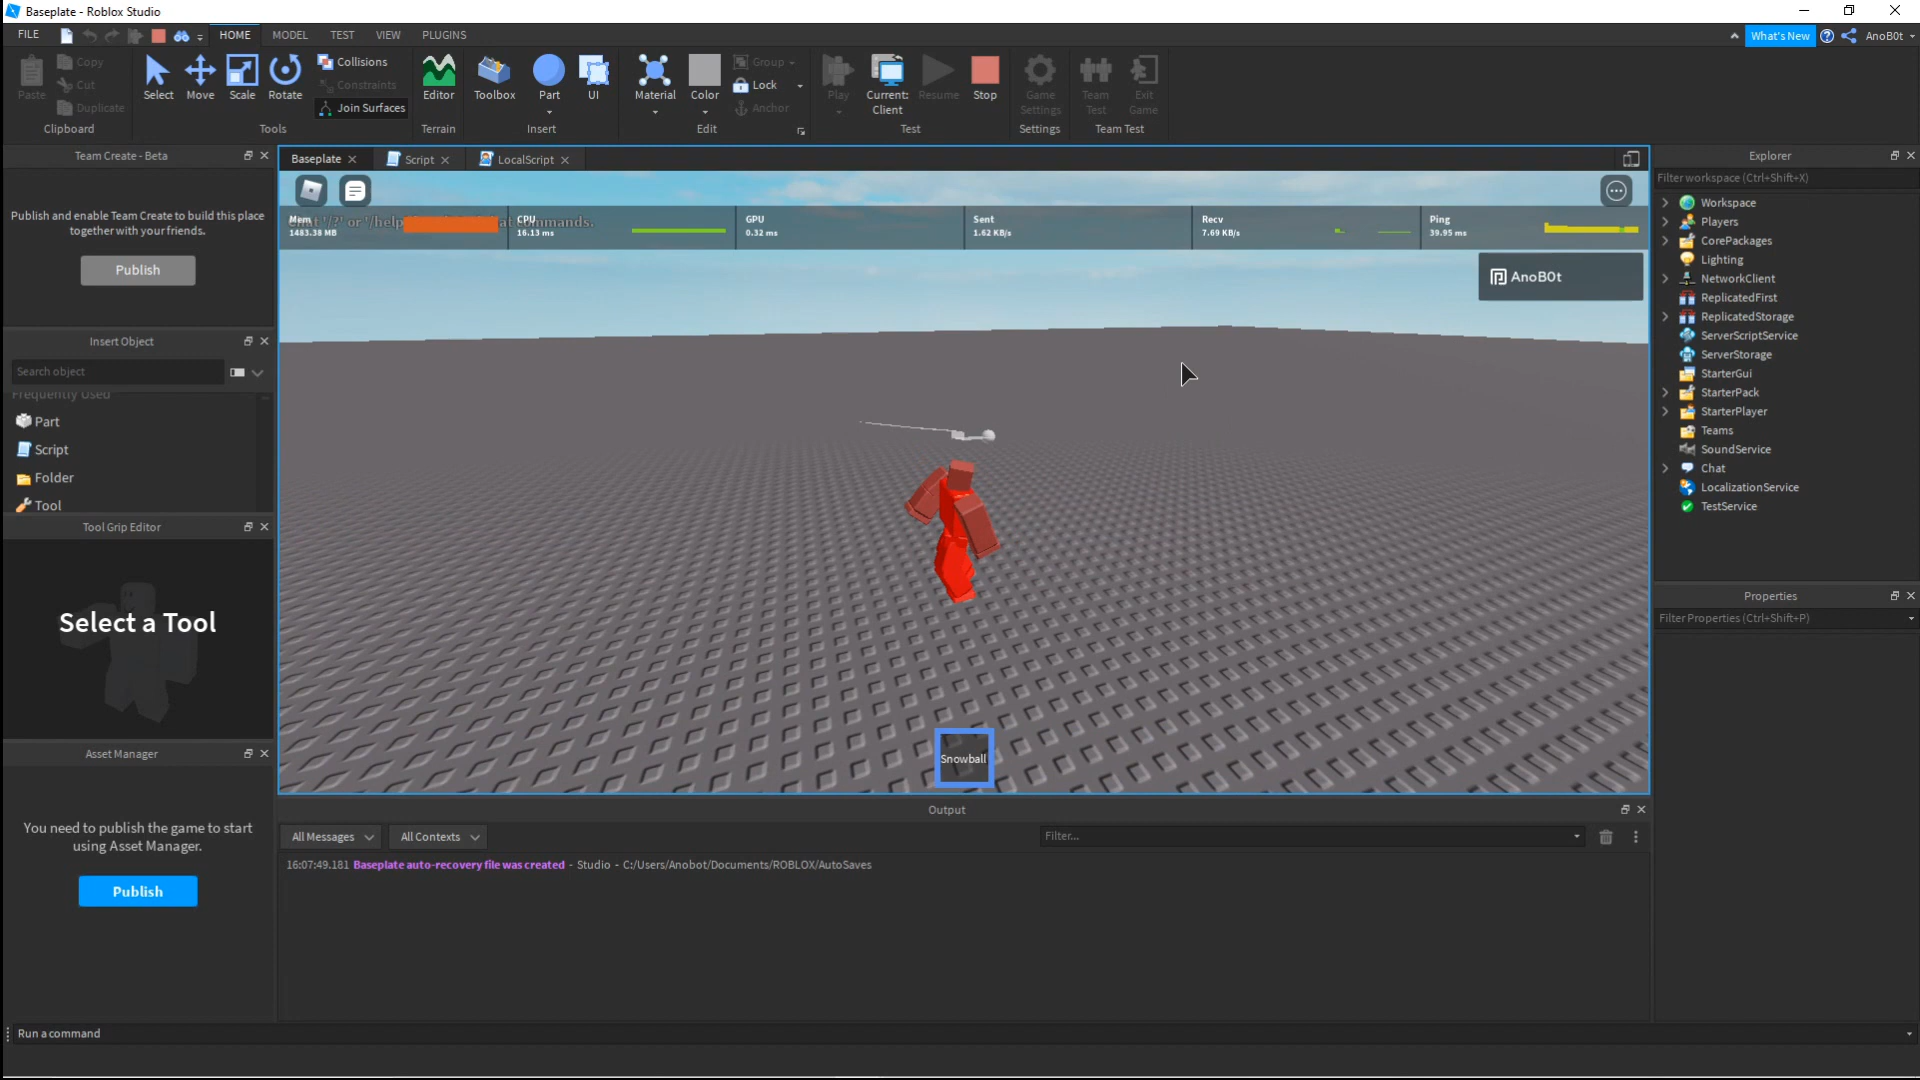 Baseplate - Roblox Studio
FILE
HOME
MODEL
TEST
VIEW
PLUGINS
What's New
AnoB0t
Paste
Copy
Cut
Duplicate
Clipboard
Select
Move
Scale
Rotate
Collisions
Constraints
Join Surfaces
Tools
Editor
Terrain
Toolbox
Part
UI
Insert
Material
Color
Group
Lock
Anchor
Edit
Play
Current:
Client
Resume
Stop
Test
Game
Settings
Settings
Team
Test
Exit
Game
Team Test
Team Create - Beta
Publish and enable Team Create to build this place
together with your friends.
Publish
Insert Object
Search object
Frequently Used
Part
Script
Folder
Tool
Tool Grip Editor
Select a Tool
Asset Manager
You need to publish the game to start
using Asset Manager.
Publish
Baseplate
Script
LocalScript
Chat '/?' or '/help
at commands.
Mem
1483.38 MB
CPU
16.13 ms
GPU
0.32 ms
Sent
1.62 KB/s
Recv
7.69 KB/s
Ping
39.95 ms
AnoB0t
Snowball
Output
All Messages
All Contexts
Filter...
16:07:49.181 Baseplate auto-recovery file was created - Studio - C:/Users/Anobot/Documents/ROBLOX/AutoSaves
Explorer
Filter workspace (Ctrl+Shift+X)
Workspace
Players
CorePackages
Lighting
NetworkClient
ReplicatedFirst
ReplicatedStorage
ServerScriptService
ServerStorage
StarterGui
StarterPack
StarterPlayer
Teams
SoundService
Chat
LocalizationService
TestService
Properties
Filter Properties (Ctrl+Shift+P)
Run a command